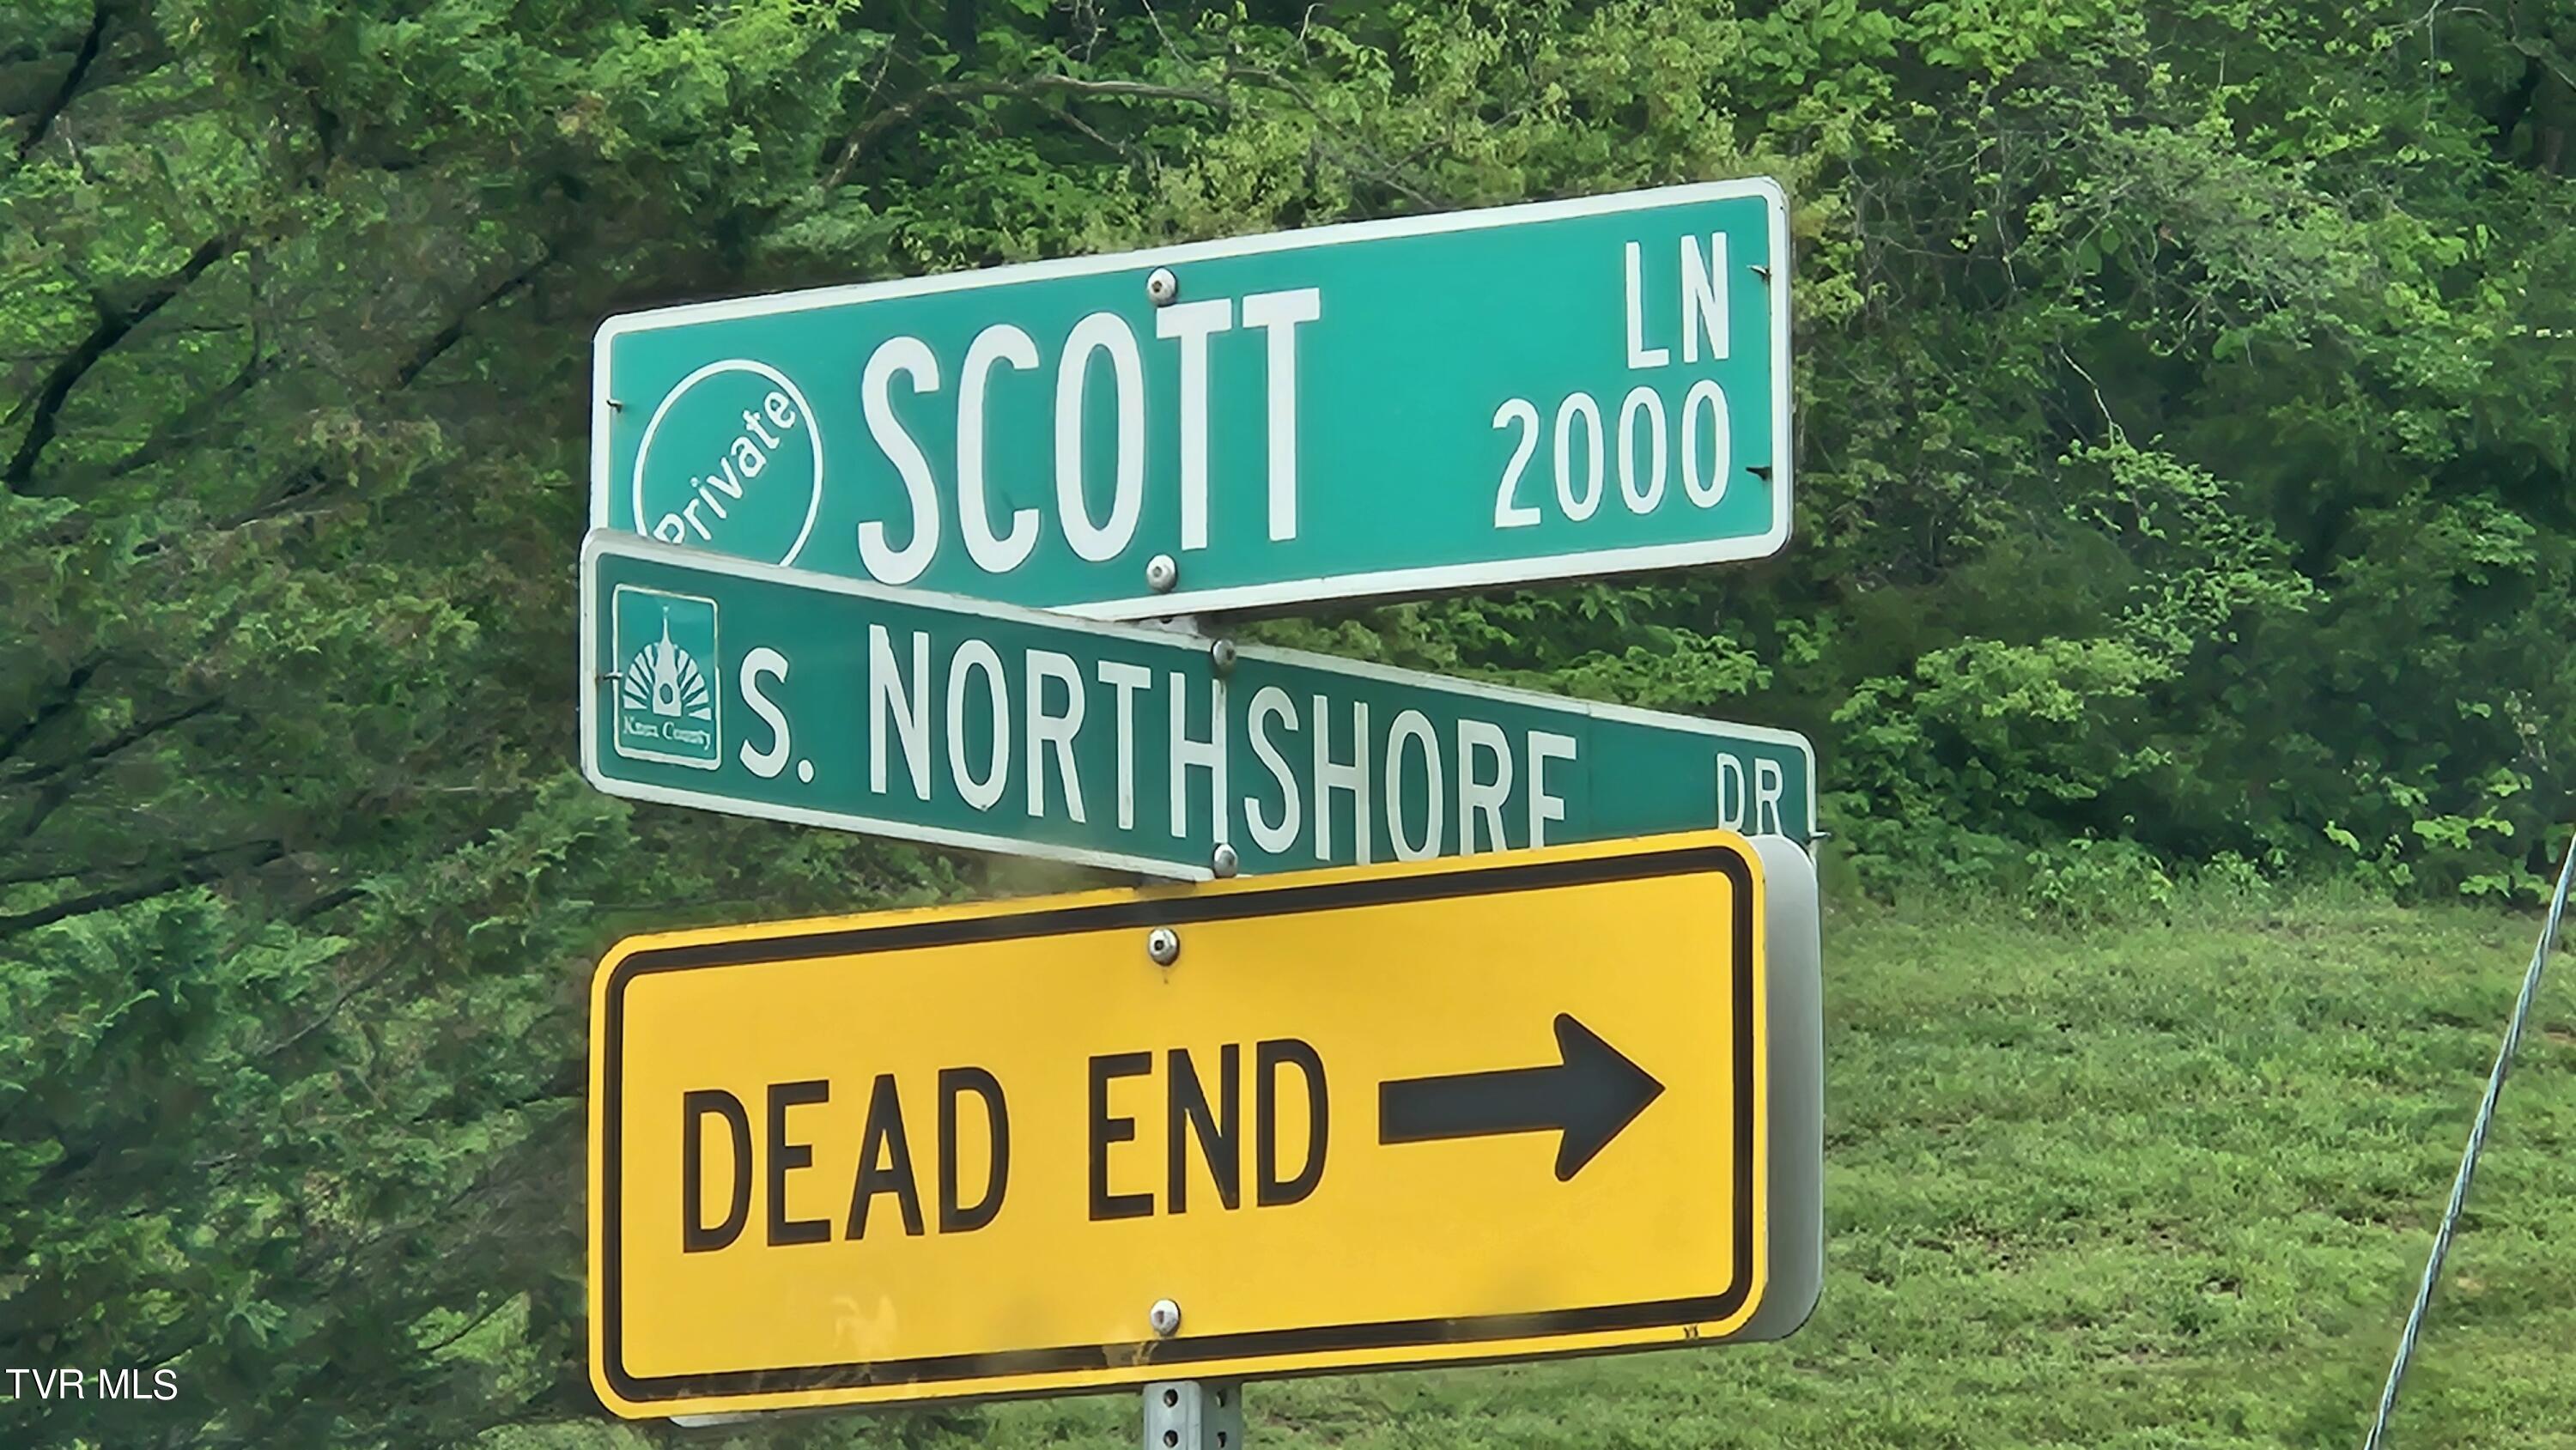 Private SCOTT LN
2000
Knox County S. NORTHSHORE DR
DEAD END
TVR MLS